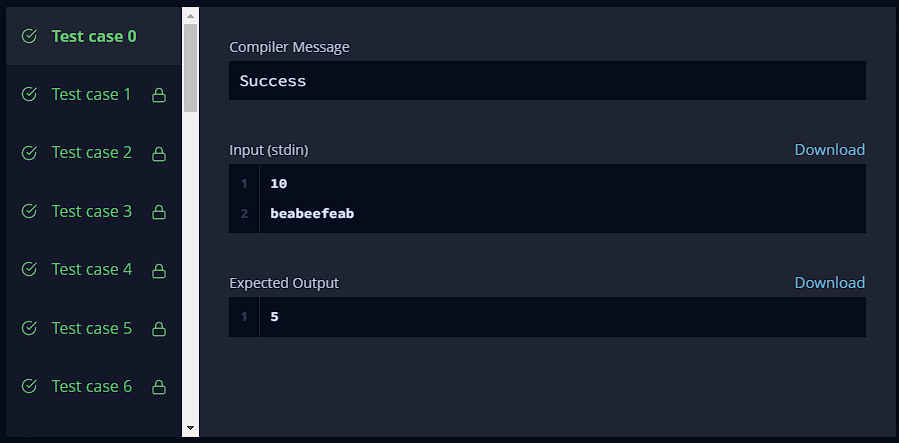 Test case 0
Test case 1
Test case 2
Test case 3
Test case 4
Test case 5
Test case 6
Compiler Message
Success
Input (stdin)
Download
1 10
2 beabeefeab
Expected Output
Download
1 5